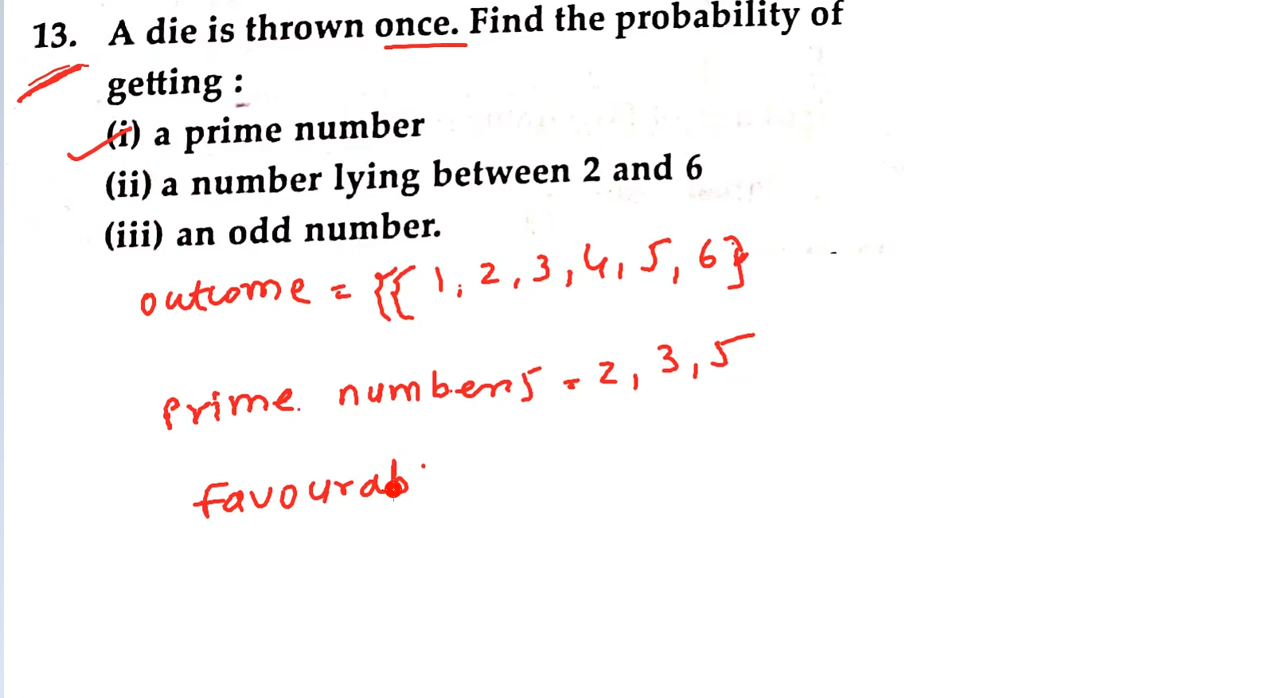 13. A die is thrown once. Find the probability of
getting :
(i) a prime number
(ii) a number lying between 2 and 6
(iii) an odd number.
outcome = {{ 1, 2, 3, 4, 5, 6}
Prime numbers = 2, 3, 5
favourab